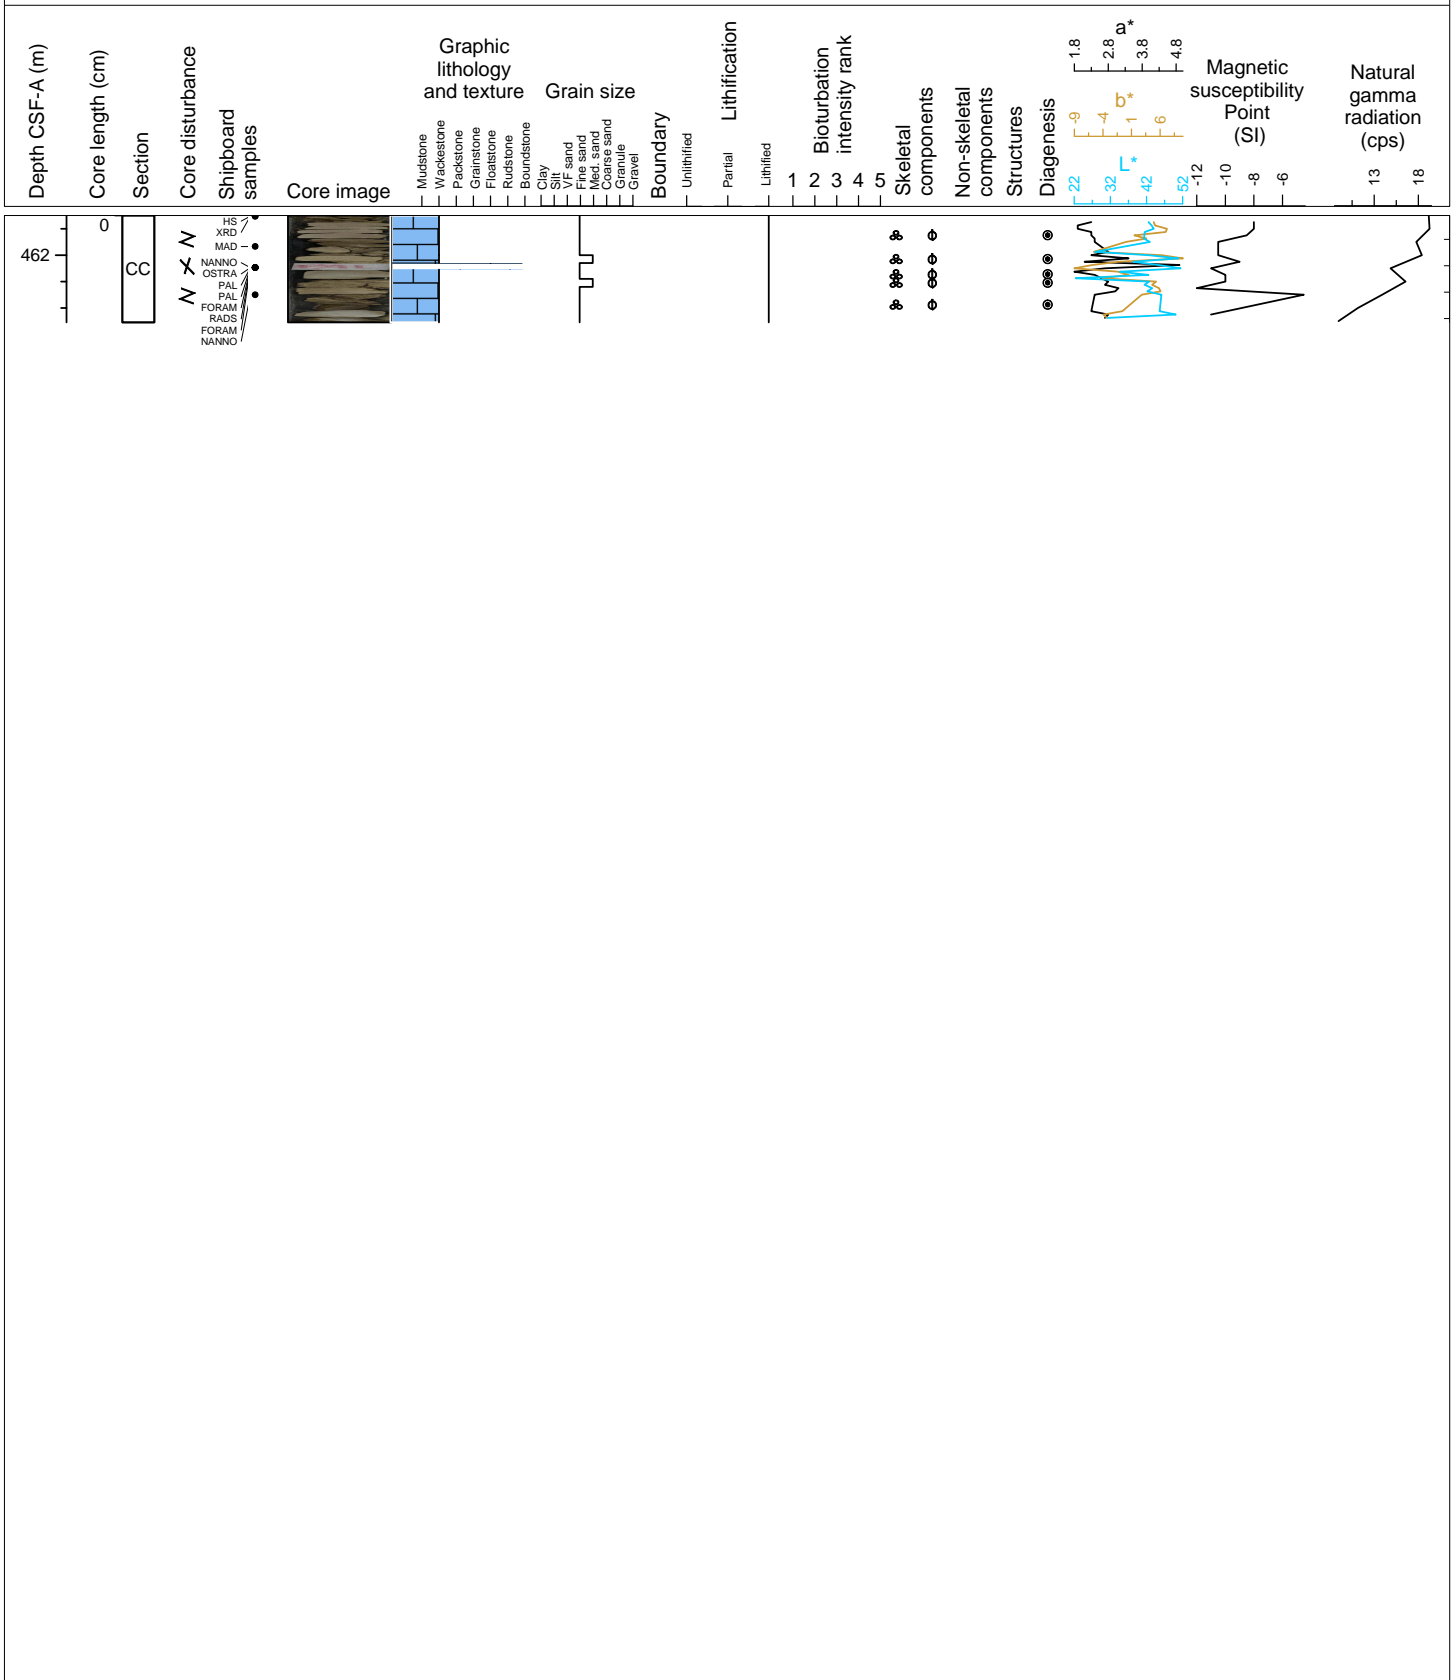 Depth CSF-A (m)
Core length (cm)
Section
Core disturbance
Shipboard
samples
Core image
Graphic
lithology
and texture
Mudstone
Wackestone
Packstone
Grainstone
Floatstone
Rudstone
Boundstone
Grain size
Clay
Silt
VF sand
Fine sand
Med. sand
Coarse sand
Granule
Gravel
Boundary
Lithification
Unlithified
Partial
Lithified
Bioturbation
intensity rank
1 2 3 4 5
Skeletal
components
Non-skeletal
components
Structures
Diagenesis
a*
1.8 2.8 3.8 4.8
b*
-9 -4 1 6
L*
22 32 42 52
Magnetic
susceptibility
Point
(SI)
-12 -10 -8 -6
Natural
gamma
radiation
(cps)
13 18
0
462
CC
HS
XRD
MAD
NANNO
OSTRA
PAL
PAL
FORAM
RADS
FORAM
NANNO